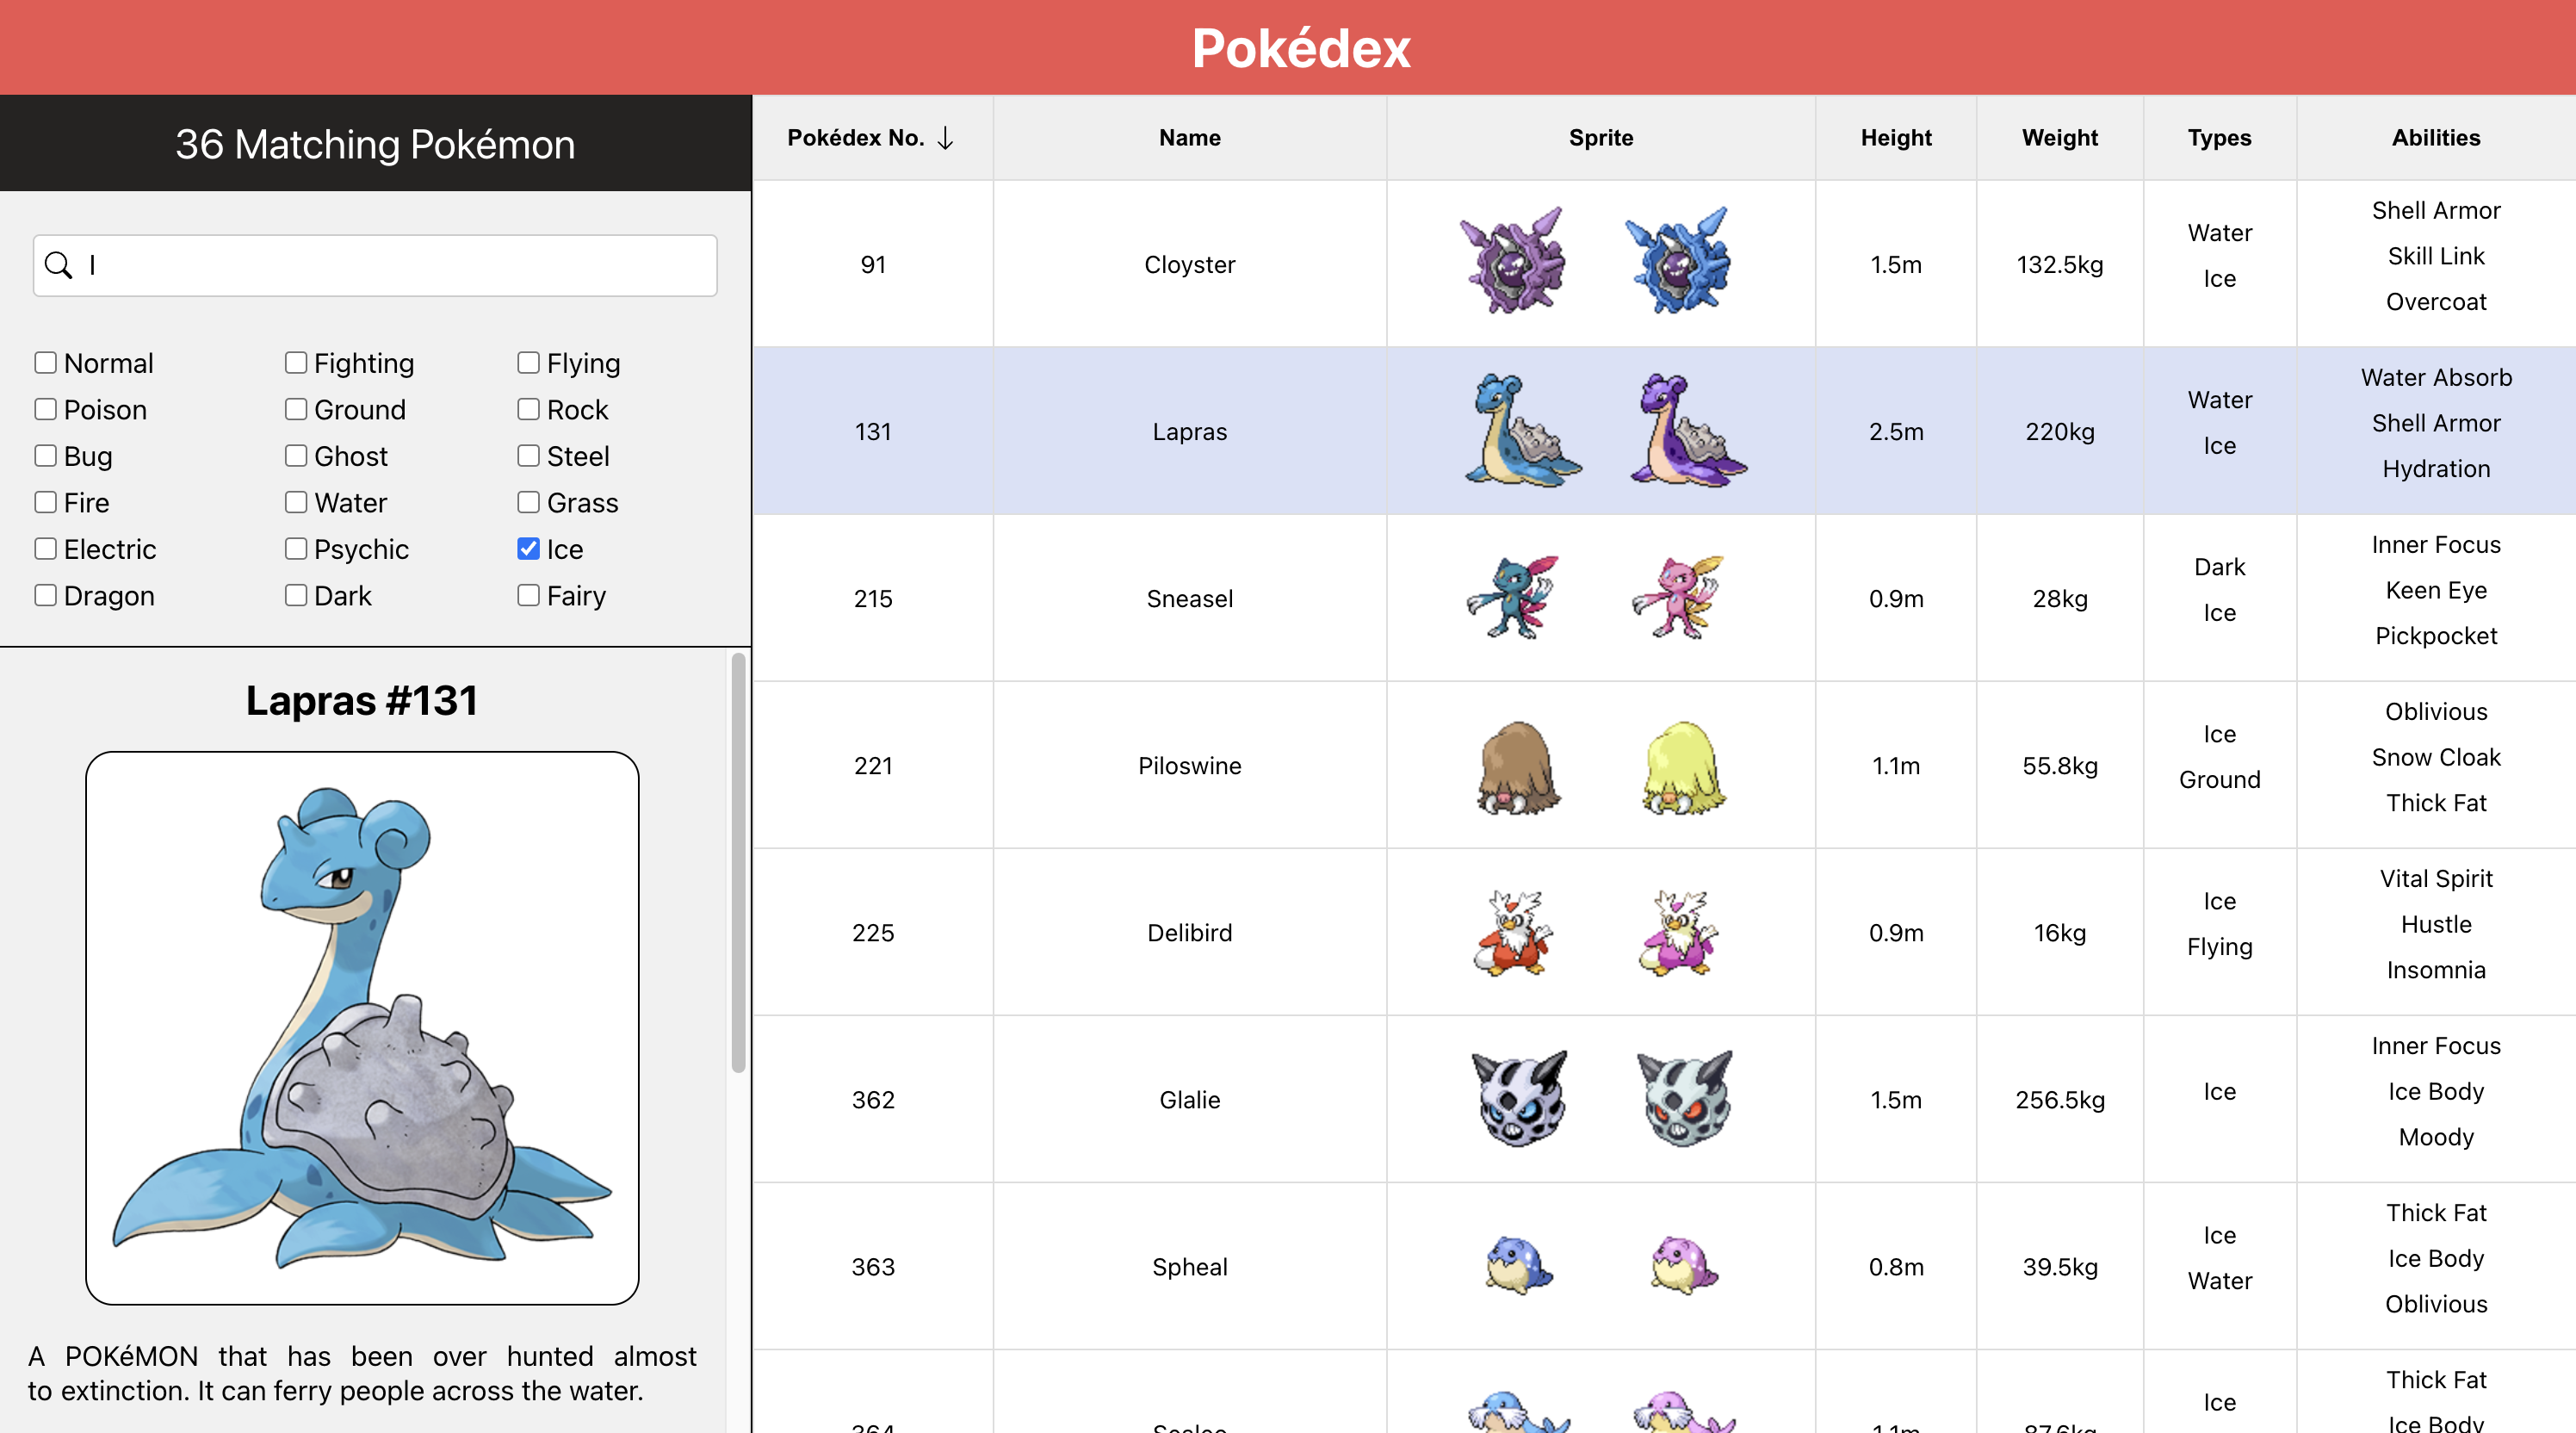 Pokédex
36 Matching Pokémon
l
Normal Fighting Flying
Poison Ground Rock
Bug Ghost Steel
Fire Water Grass
Electric Psychic Ice
Dragon Dark Fairy
Lapras #131
A POKéMON that has been over hunted almost
to extinction. It can ferry people across the water.
Pokédex No. ↓ Name Sprite Height Weight Types Abilities
91 Cloyster 1.5m 132.5kg
Water
Ice
Shell Armor
Skill Link
Overcoat
131 Lapras 2.5m 220kg
Water
Ice
Water Absorb
Shell Armor
Hydration
215 Sneasel 0.9m 28kg
Dark
Ice
Inner Focus
Keen Eye
Pickpocket
221 Piloswine 1.1m 55.8kg
Ice
Ground
Oblivious
Snow Cloak
Thick Fat
225 Delibird 0.9m 16kg
Ice
Flying
Vital Spirit
Hustle
Insomnia
362 Glalie 1.5m 256.5kg
Ice
Inner Focus
Ice Body
Moody
363 Spheal 0.8m 39.5kg
Ice
Water
Thick Fat
Ice Body
Oblivious
364 Sealeo 1.1m 87.6kg
Ice
Thick Fat
Ice Body